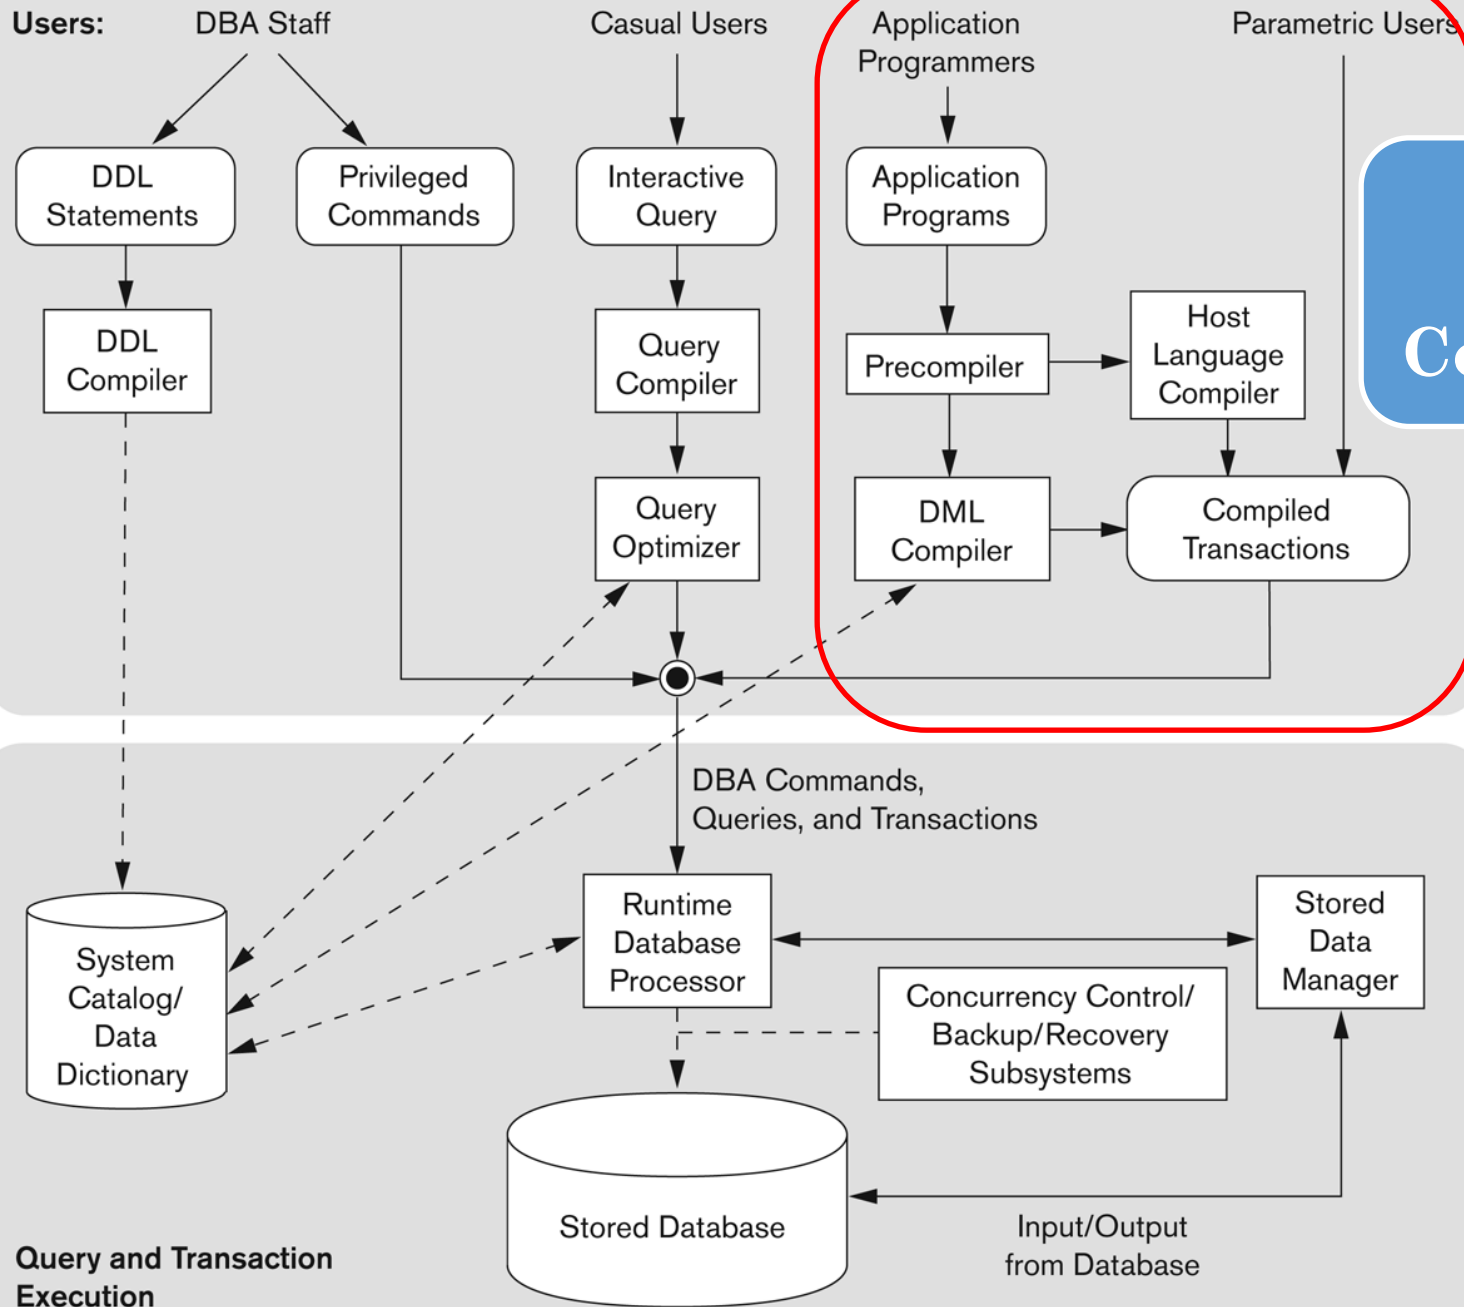 Users:
DBA Staff
Casual Users
Application
Programmers
Parametric Users
DDL
Statements
Privileged
Commands
Interactive
Query
Application
Programs
DDL
Compiler
Query
Compiler
Precompiler
Host
Language
Compiler
Query
Optimizer
DML
Compiler
Compiled
Transactions
DBA Commands,
Queries, and Transactions
System
Catalog/
Data
Dictionary
Runtime
Database
Processor
Stored
Data
Manager
Concurrency Control/
Backup/Recovery
Subsystems
Stored Database
Input/Output
from Database
Query and Transaction
Execution